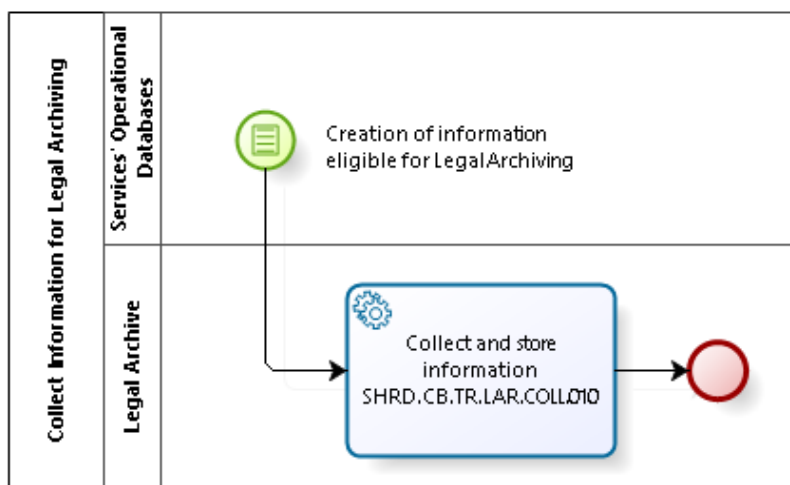 Collect Information for Legal Archiving
Services' Operational
Databases
Creation of information
eligible for Legal Archiving
Legal Archive
Collect and store
information
SHRD.CB.TR.LAR.COLL.010